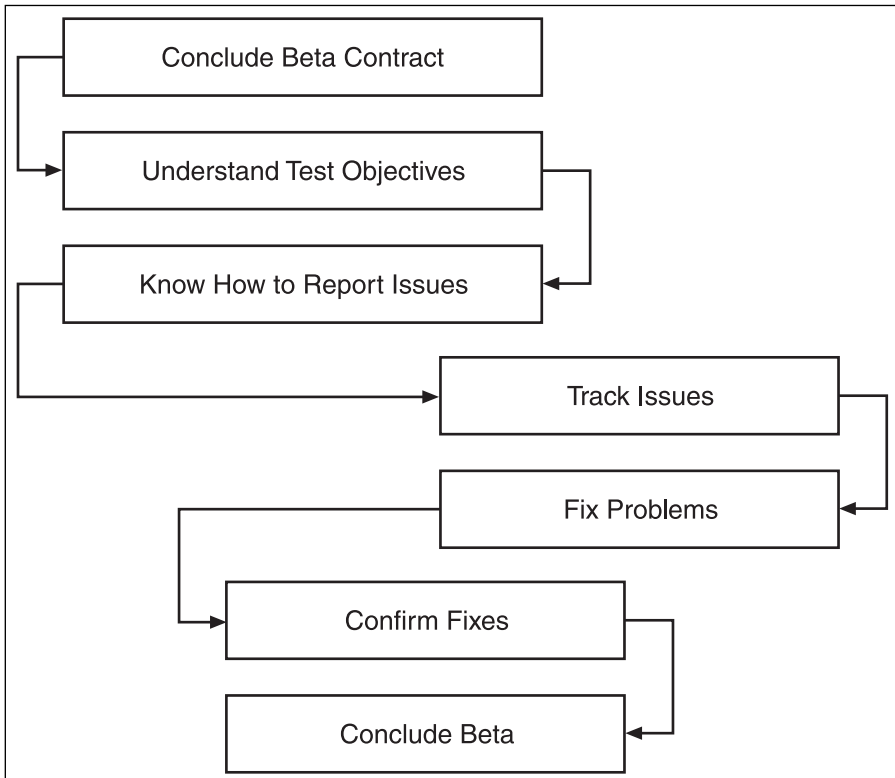 Conclude Beta Contract
Understand Test Objectives
Know How to Report Issues
Track Issues
Fix Problems
Confirm Fixes
Conclude Beta